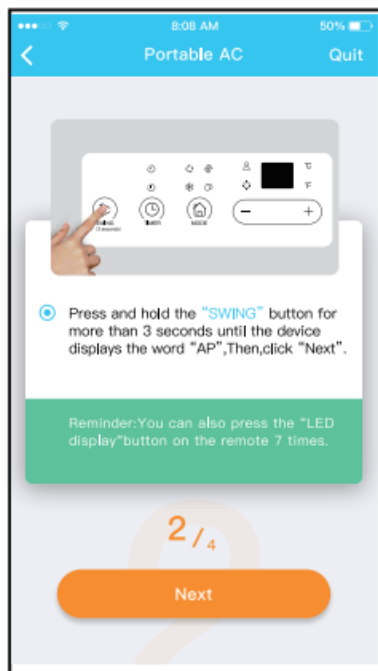 8:08 AM
50%
Portable AC
Quit
°C
°F
SWING
TIMER
MODE
Press and hold the “SWING” button for
more than 3 seconds until the device
displays the word “AP”,Then,click “Next”.
Reminder:You can also press the “LED
display”button on the remote 7 times.
2/4
Next